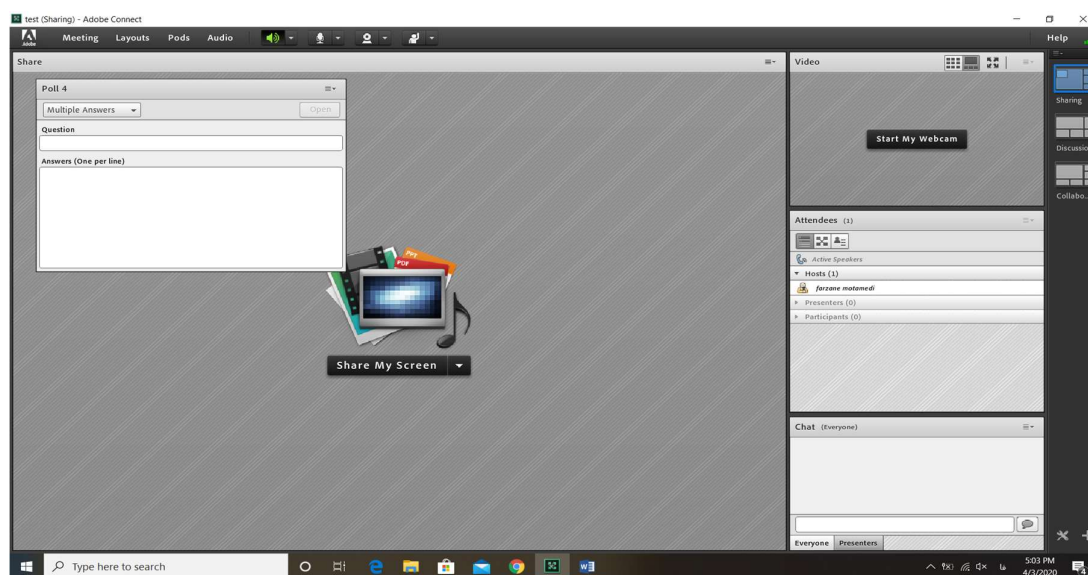 test (Sharing) - Adobe Connect
Adobe
Meeting Layouts Pods Audio Help
Share
Poll 4
Multiple Answers
Open
Question
Answers (One per line)
PPT
PDF
Share My Screen
Video
Start My Webcam
Attendees (1)
Active Speakers
Hosts (1)
farzane motamedi
Presenters (0)
Participants (0)
Chat (Everyone)
Everyone Presenters
Sharing
Discussio
Collabo...
Type here to search
5:03 PM
4/3/2020